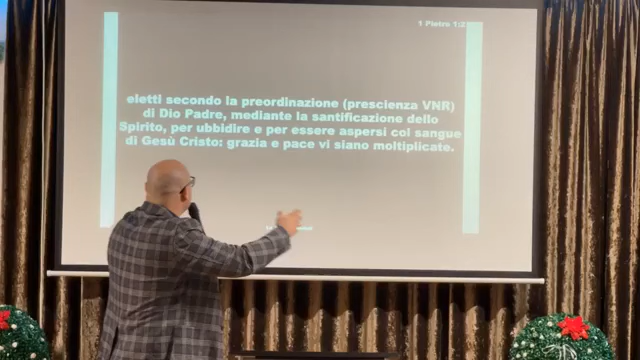 1 Pietro 1:2
eletti secondo la preordinazione (prescienza VNR)
di Dio Padre, mediante la santificazione dello
Spirito, per ubbidire e per essere aspersi col sangue
di Gesù Cristo: grazia e pace vi siano moltiplicate.